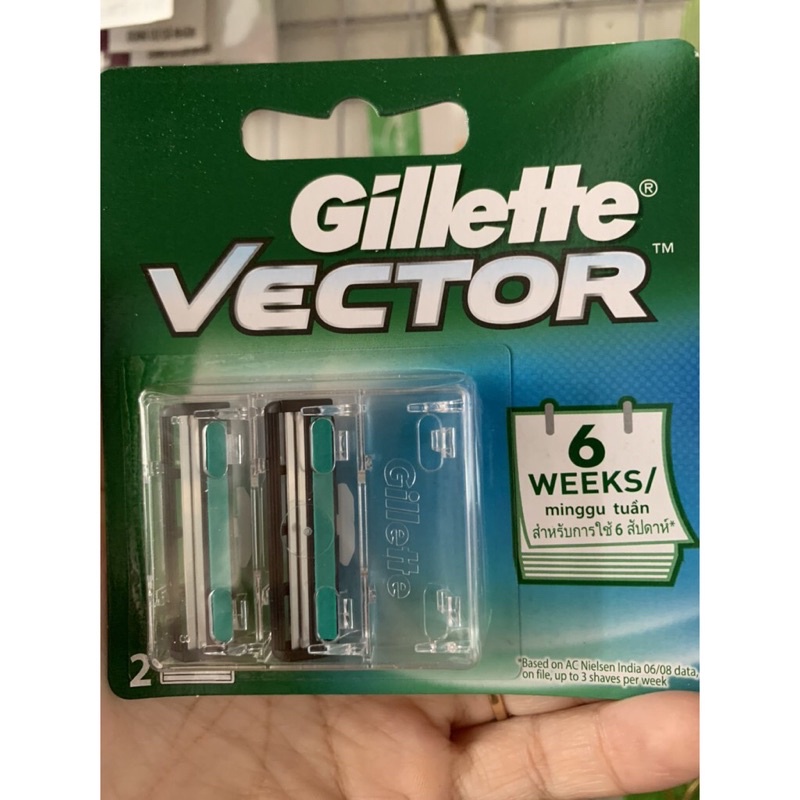 Gillette®
VECTOR™
6
WEEKS/
minggu tuần
สำหรับการใช้ 6 สัปดาห์*
Gillette
2
*Based on AC Nielsen India 06/08 data,
on file, up to 3 shaves per week